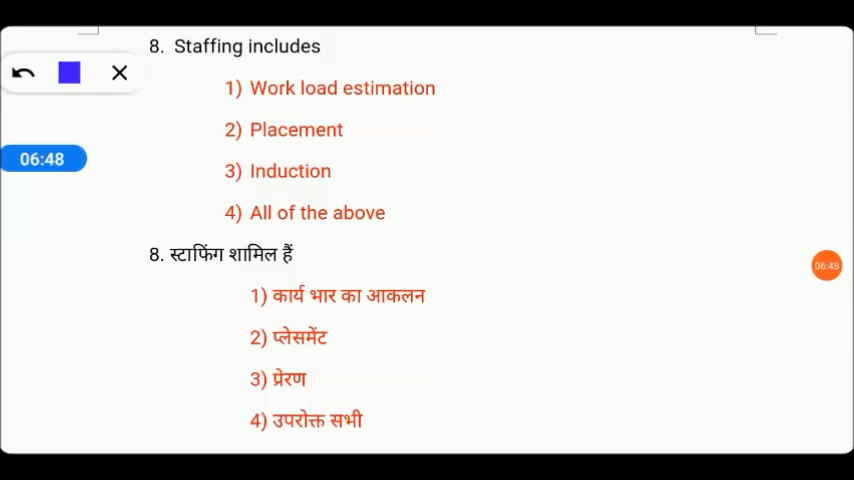 8. Staffing includes
1) Work load estimation
2) Placement
06:48
3) Induction
4) All of the above
8. स्टाफिंग शामिल हैं
06:48
1) कार्य भार का आकलन
2) प्लेसमेंट
3) प्रेरण
4) उपरोक्त सभी